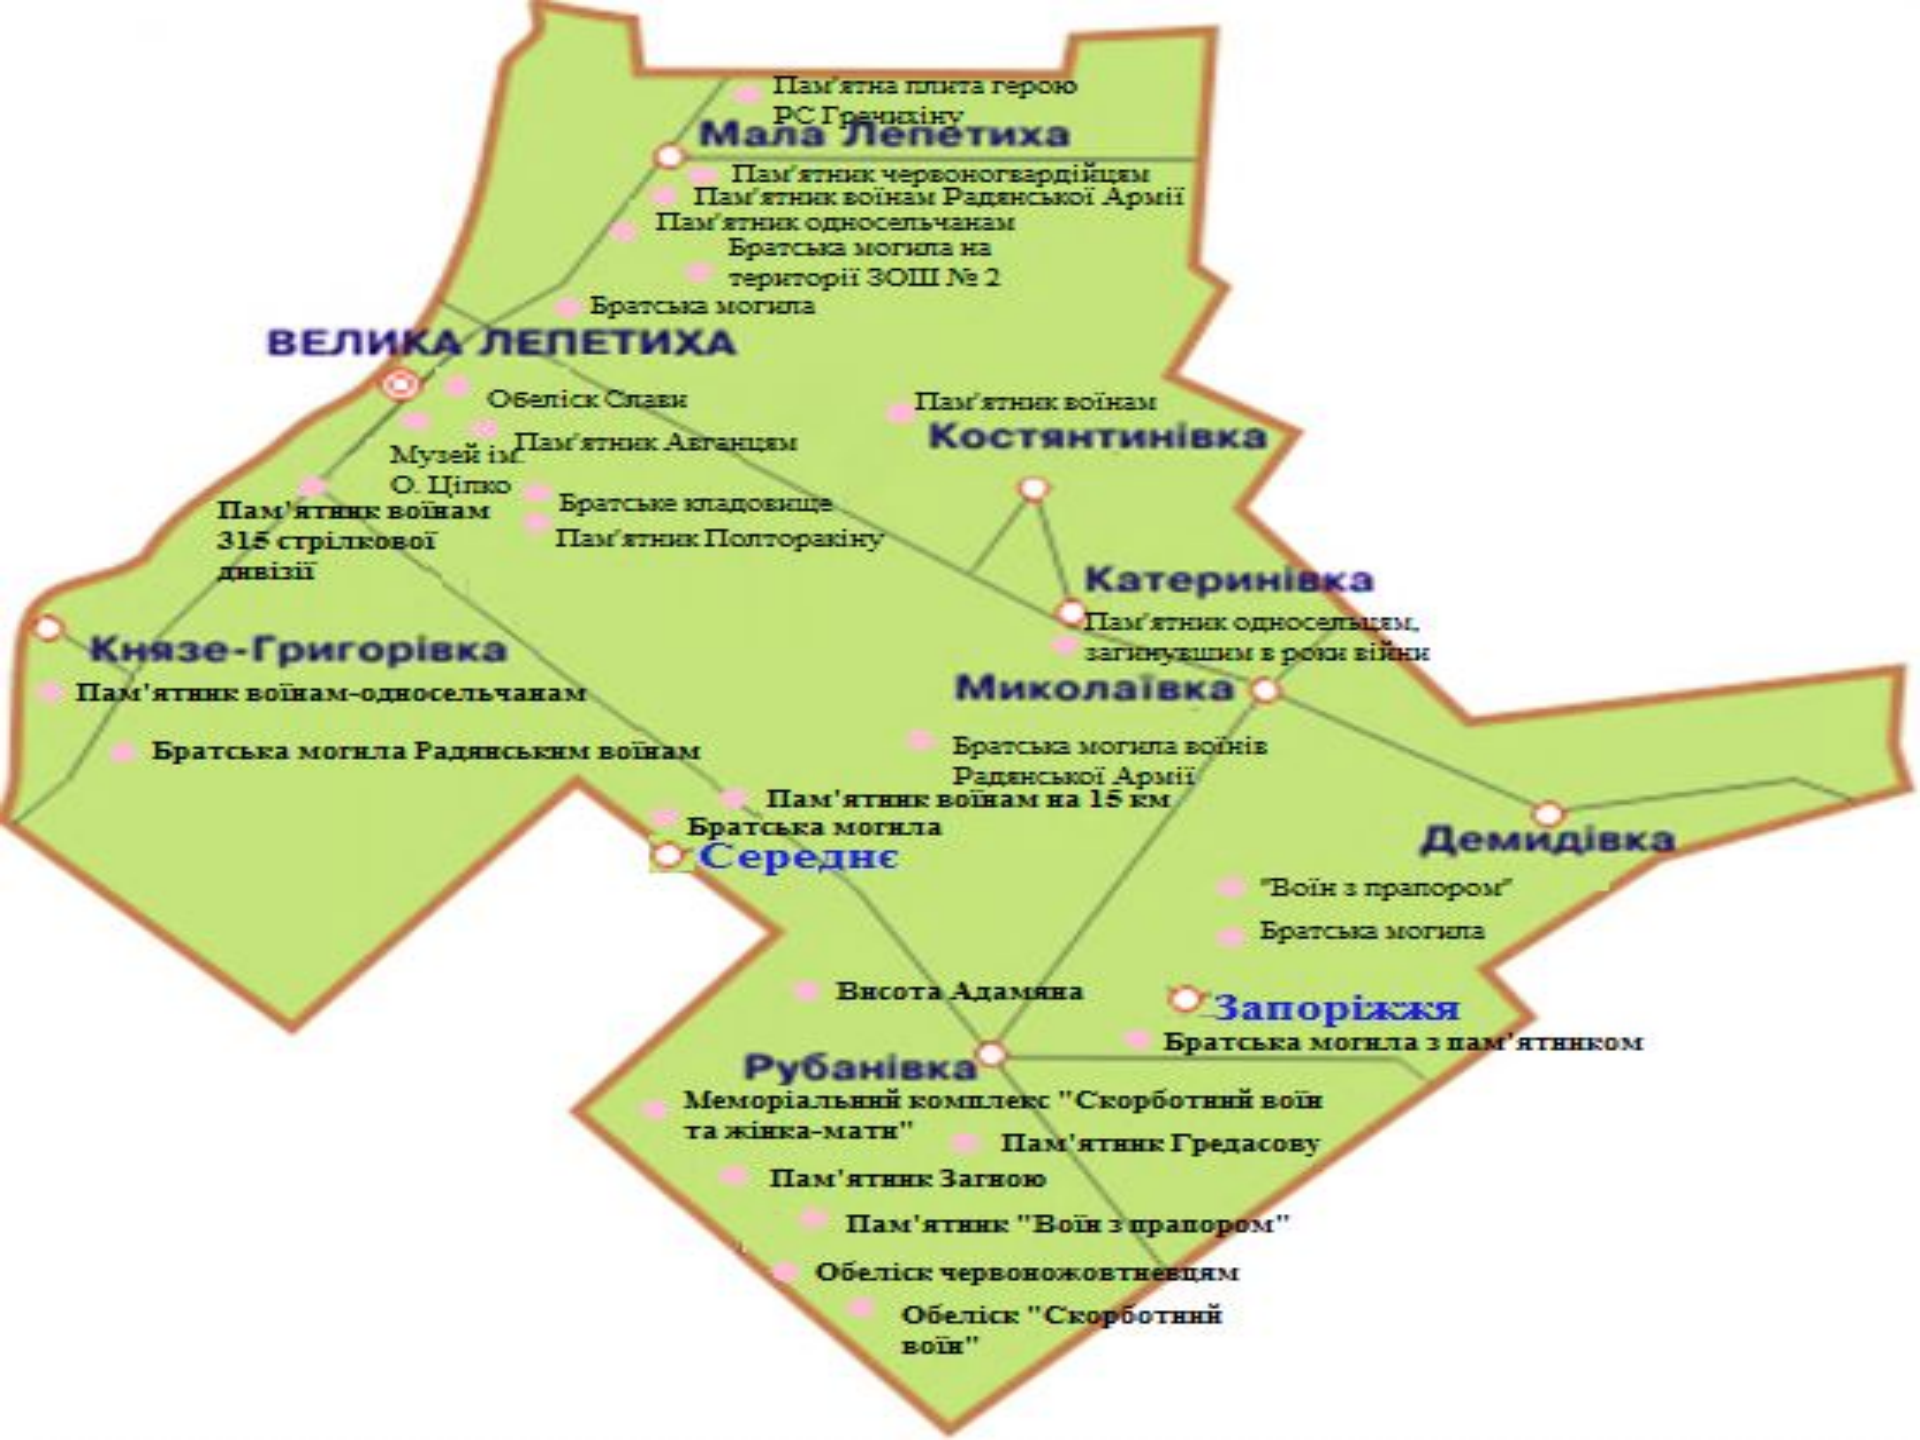 Пам'ятна плита герою
РС Гречихіну
Мала Лепетиха
Пам'ятник червоногвардійцям
Пам'ятник воїнам Радянської Армії
Пам'ятник односельчанам
Братська могила на
території ЗОШ № 2
Братська могила
ВЕЛИКА ЛЕПЕТИХА
Обеліск Слави
Пам'ятник Авганцям
Музей ім.
О. Ціпко
Пам'ятник воїнам
315 стрілкової
дивізії
Братське кладовище
Пам'ятник Полторакіну
Пам'ятник воїнам
Костянтинівка
Катеринівка
Пам'ятник односельцям,
загинувшим в роки війни
Князе-Григорівка
Пам'ятник воїнам-односельчанам
Братська могила Радянським воїнам
Миколаївка
Братська могила воїнів
Радянської Армії
Пам'ятник воїнам на 15 км
Братська могила
Середнє
Демидівка
"Воїн з прапором"
Братська могила
Висота Адамяна
Запоріжжя
Братська могила з пам'ятником
Рубанівка
Меморіальний комплекс "Скорботний воїн
та жінка-мати"
Пам'ятник Гредасову
Пам'ятник Загною
Пам'ятник "Воїн з прапором"
Обеліск червоножовтневцям
Обеліск "Скорботний
воїн"